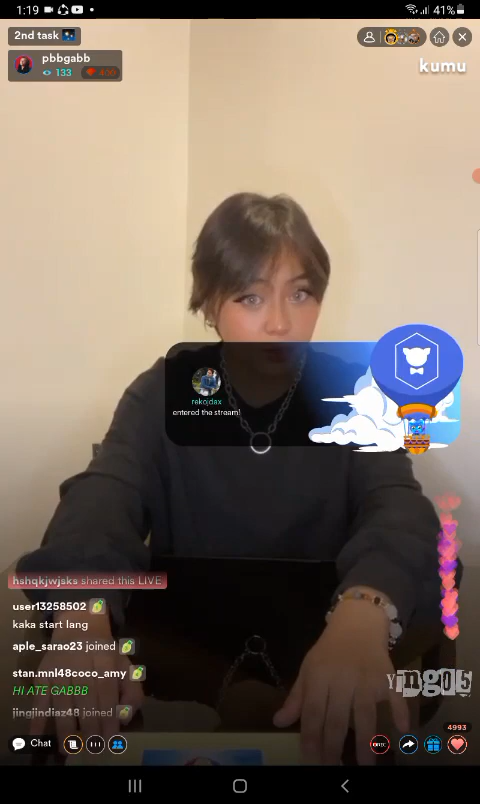 1:19
41%
2nd task
pbbgabb
133
kumu
rekojdax
entered the stream!
hshqkjwjsks shared this LIVE
user13258502
kaka start lang
aple_sarao23 joined
stan.mnl48coco_amy
HI ATE GABBB
jingjindiaz48 joined
Yingo5
4993
Chat